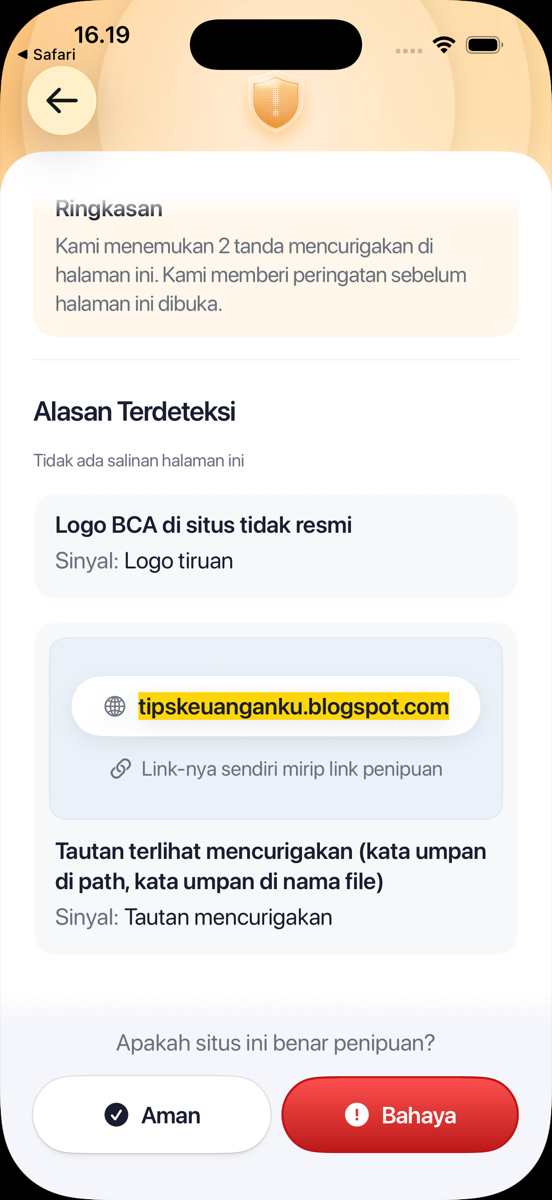 16.19
◀ Safari
Ringkasan
Kami menemukan 2 tanda mencurigakan di
halaman ini. Kami memberi peringatan sebelum
halaman ini dibuka.
Alasan Terdeteksi
Tidak ada salinan halaman ini
Logo BCA di situs tidak resmi
Sinyal: Logo tiruan
tipskeuanganku.blogspot.com
Link-nya sendiri mirip link penipuan
Tautan terlihat mencurigakan (kata umpan
di path, kata umpan di nama file)
Sinyal: Tautan mencurigakan
Apakah situs ini benar penipuan?
Aman
Bahaya